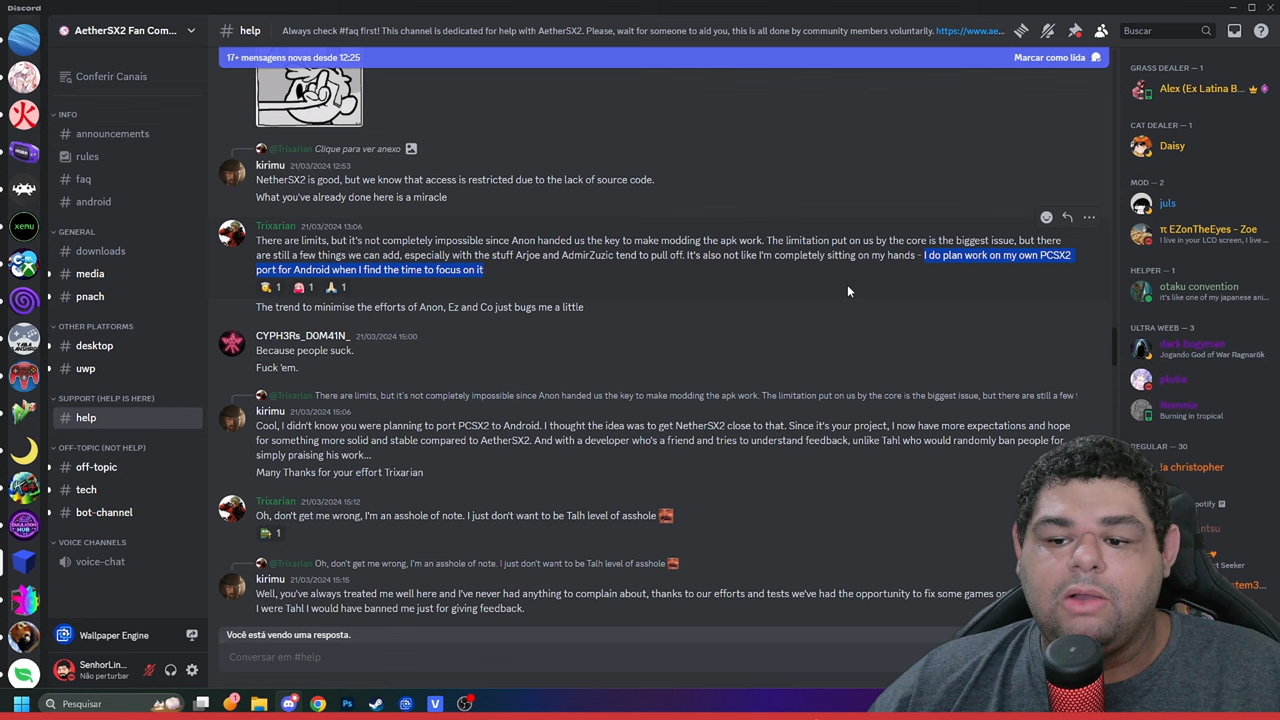 Discord
AetherSX2 Fan Com...
# help
Always check #faq first! This channel is dedicated for help with AetherSX2. Please, wait for someone to aid you, this is all done by community members voluntarily. https://www.ae...
Buscar
17+ mensagens novas desde 12:25
Marcar como lida
Conferir Canais
INFO
announcements
rules
faq
android
GENERAL
downloads
media
pnach
OTHER PLATFORMS
desktop
uwp
SUPPORT (HELP IS HERE)
help
OFF-TOPIC (NOT HELP)
off-topic
tech
bot-channel
VOICE CHANNELS
voice-chat
Wallpaper Engine
SenhorLin...
Não perturbar
@Trixarian Clique para ver anexo
kirimu 21/03/2024 12:53
NetherSX2 is good, but we know that access is restricted due to the lack of source code.
What you've already done here is a miracle
Trixarian 21/03/2024 13:06
There are limits, but it's not completely impossible since Anon handed us the key to make modding the apk work. The limitation put on us by the core is the biggest issue, but there
are still a few things we can add, especially with the stuff Arjoe and AdmirZuzic tend to pull off. It's also not like I'm completely sitting on my hands - I do plan work on my own PCSX2
port for Android when I find the time to focus on it
1 1 1
The trend to minimise the efforts of Anon, Ez and Co just bugs me a little
CYPH3Rs_D0M41N_ 21/03/2024 15:00
Because people suck.
Fuck 'em.
@Trixarian There are limits, but it's not completely impossible since Anon handed us the key to make modding the apk work. The limitation put on us by the core is the biggest issue, but there are still a few thing
kirimu 21/03/2024 15:06
Cool, I didn't know you were planning to port PCSX2 to Android. I thought the idea was to get NetherSX2 close to that. Since it's your project, I now have more expectations and hope
for something more solid and stable compared to AetherSX2. And with a developer who's a friend and tries to understand feedback, unlike Tahl who would randomly ban people for
simply praising his work...
Many Thanks for your effort Trixarian
Trixarian 21/03/2024 15:12
Oh, don't get me wrong, I'm an asshole of note. I just don't want to be Talh level of asshole
1
@Trixarian Oh, don't get me wrong, I'm an asshole of note. I just don't want to be Talh level of asshole
kirimu 21/03/2024 15:15
Well, you've always treated me well here and I've never had anything to complain about, thanks to our efforts and tests we've had the opportunity to fix some games
I were Tahl I would have banned me just for giving feedback.
Você está vendo uma resposta.
Conversar em #help
GRASS DEALER — 1
Alex (Ex Latina B...
CAT DEALER — 1
Daisy
MOD — 2
juls
π EZonTheEyes - Zoe
I live in your LCD screen, I live in...
HELPER — 1
otaku convention
it's like one of my japanese ani...
ULTRA WEEB — 3
dark bogyman
Jogando God of War Ragnarök
phrlia
Burning in tropical
REGULAR — 30
!a christopher
Pesquisar
xemu